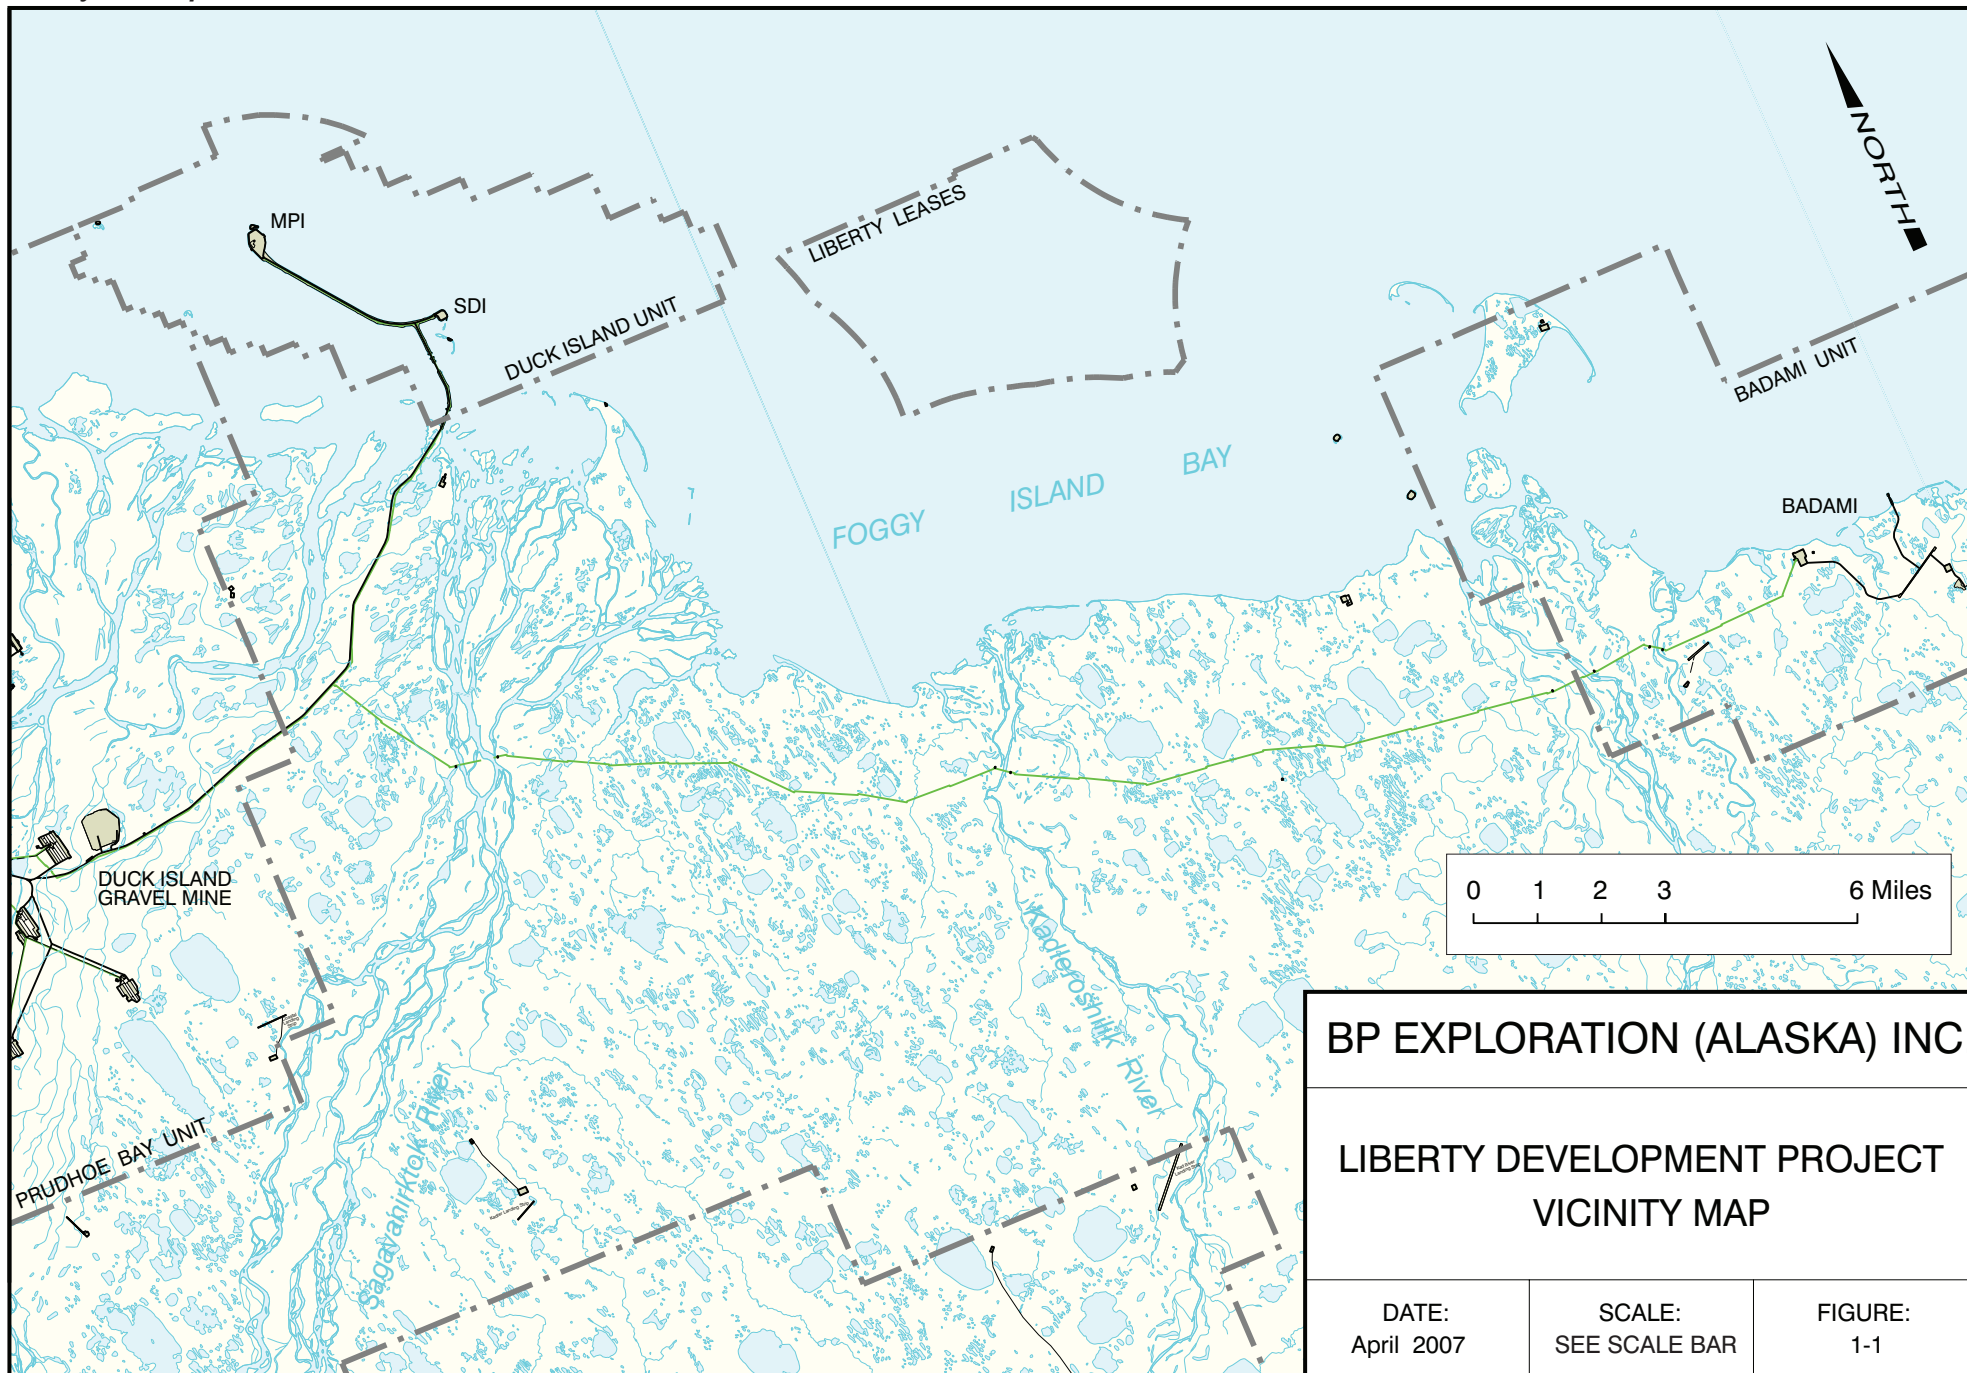 NORTH
MPI
SDI
LIBERTY LEASES
DUCK ISLAND UNIT
BADAMI UNIT
FOGGY ISLAND BAY
BADAMI
DUCK ISLAND
GRAVEL MINE
0 1 2 3 6 Miles
Kadleroshilik River
Sagavanirktok River
PRUDHOE BAY UNIT
BP EXPLORATION (ALASKA) INC
LIBERTY DEVELOPMENT PROJECT
VICINITY MAP
DATE:
April 2007
SCALE:
SEE SCALE BAR
FIGURE:
1-1